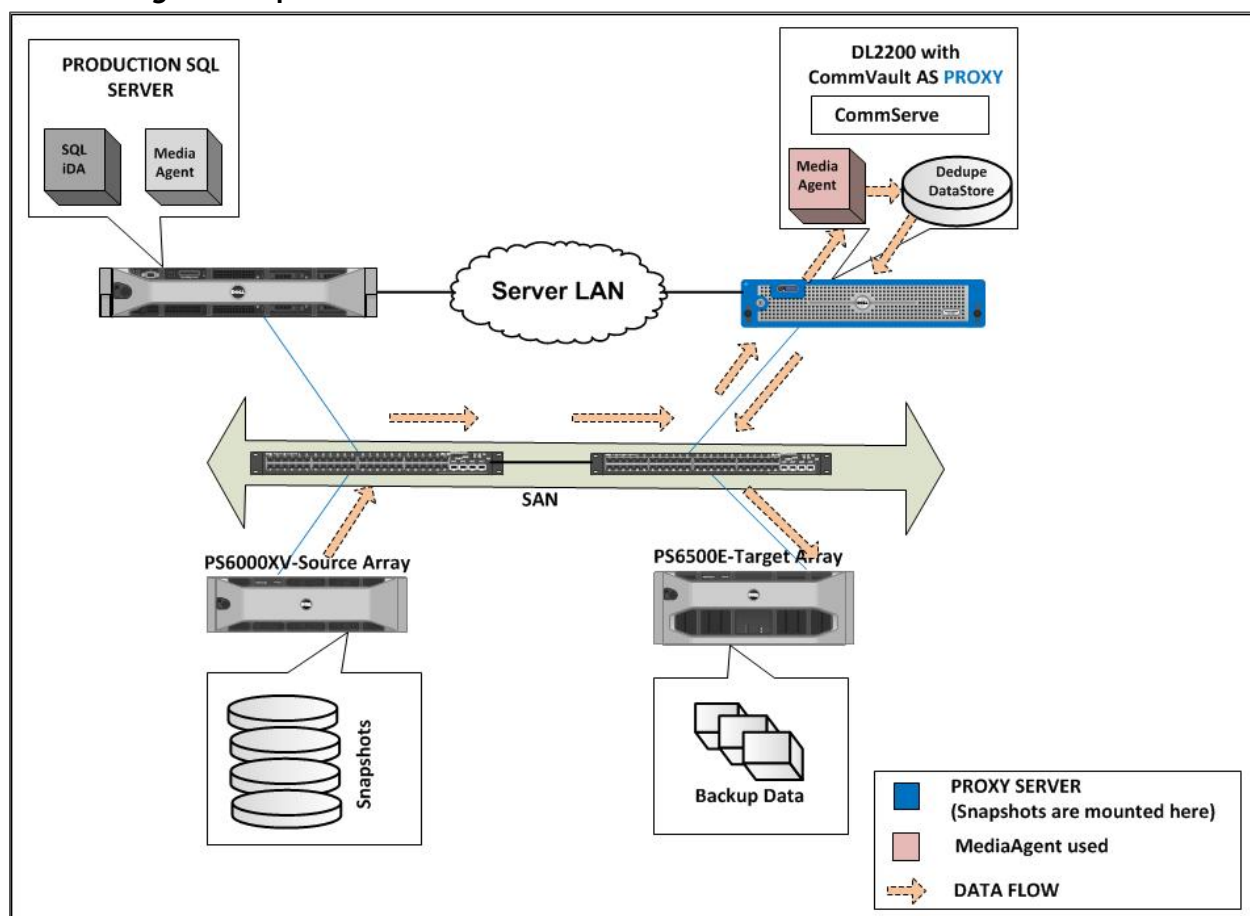 PRODUCTION SQL
SERVER
SQL
iDA
Media
Agent
DL2200 with
CommVault AS PROXY
CommServe
Media
Agent
Dedupe
DataStore
Server LAN
SAN
PS6000XV-Source Array
PS6500E-Target Array
Snapshots
Backup Data
PROXY SERVER
(Snapshots are mounted here)
MediaAgent used
DATA FLOW